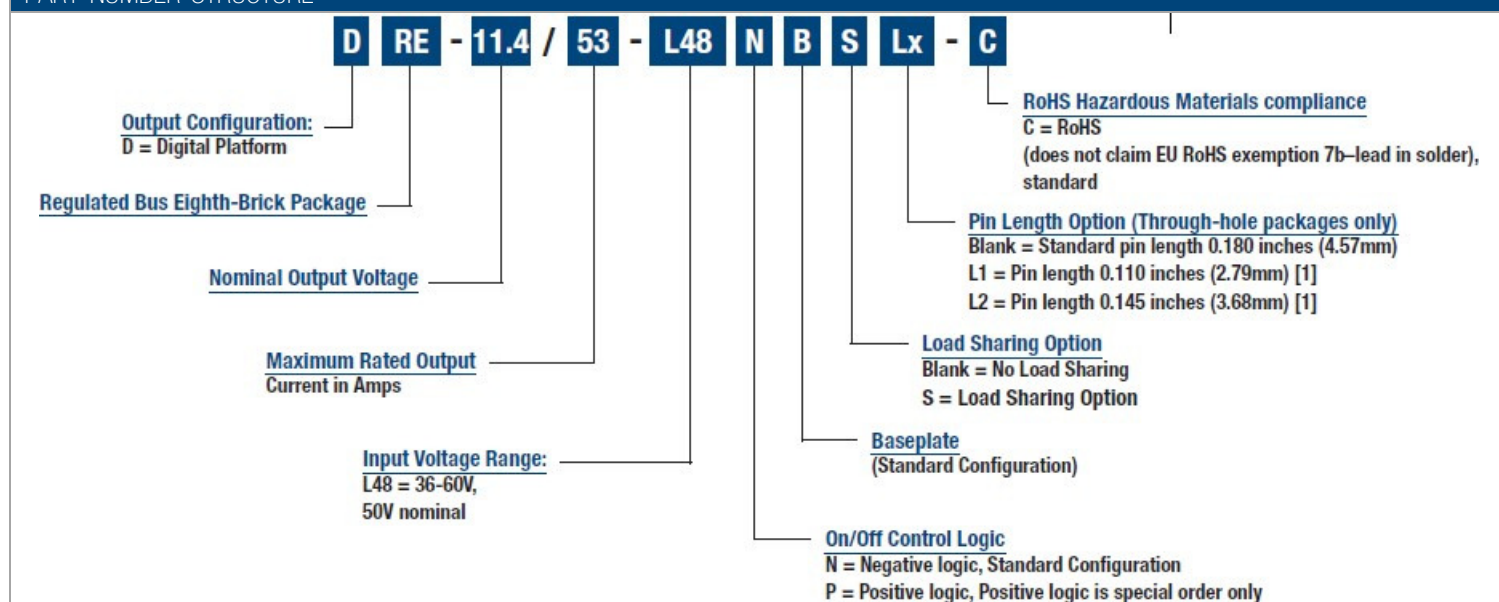 PART NUMBER STRUCTURE
D RE - 11.4 / 53 - L48 N B S Lx - C
Output Configuration:
D = Digital Platform
Regulated Bus Eighth-Brick Package
Nominal Output Voltage
Maximum Rated Output
Current in Amps
Input Voltage Range:
L48 = 36-60V,
50V nominal
RoHS Hazardous Materials compliance
C = RoHS
(does not claim EU RoHS exemption 7b–lead in solder),
standard
Pin Length Option (Through-hole packages only)
Blank = Standard pin length 0.180 inches (4.57mm)
L1 = Pin length 0.110 inches (2.79mm) [1]
L2 = Pin length 0.145 inches (3.68mm) [1]
Load Sharing Option
Blank = No Load Sharing
S = Load Sharing Option
Baseplate
(Standard Configuration)
On/Off Control Logic
N = Negative logic, Standard Configuration
P = Positive logic, Positive logic is special order only